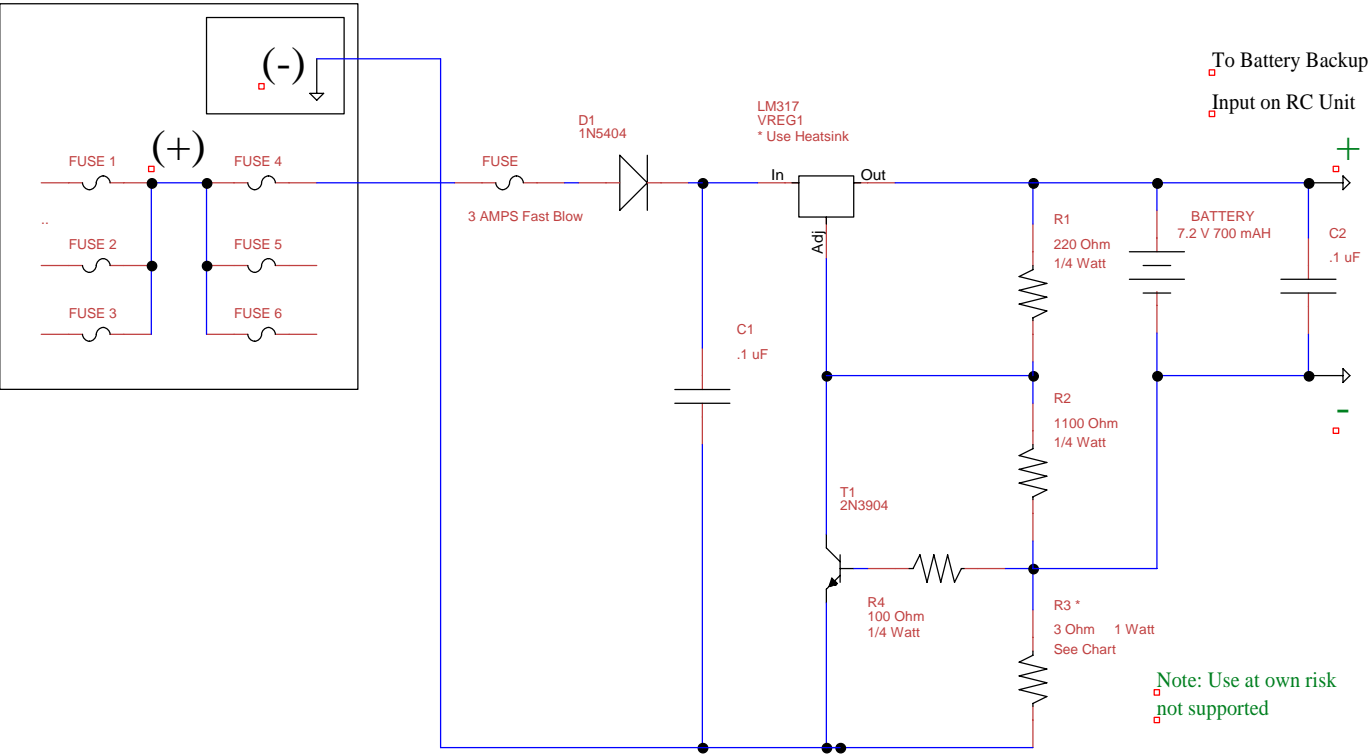 (-)
To Battery Backup
Input on RC Unit
LM317
VREG1
* Use Heatsink
D1
1N5404
(+)
+
FUSE 1
FUSE 4
FUSE
In
Out
3 AMPS Fast Blow
..
Adj
R1
220 Ohm
1/4 Watt
BATTERY
7.2 V 700 mAH
C2
.1 uF
FUSE 2
FUSE 5
FUSE 3
FUSE 6
C1
.1 uF
R2
1100 Ohm
1/4 Watt
-
T1
2N3904
R4
100 Ohm
1/4 Watt
R3 *
3 Ohm 1 Watt
See Chart
Note: Use at own risk
not supported